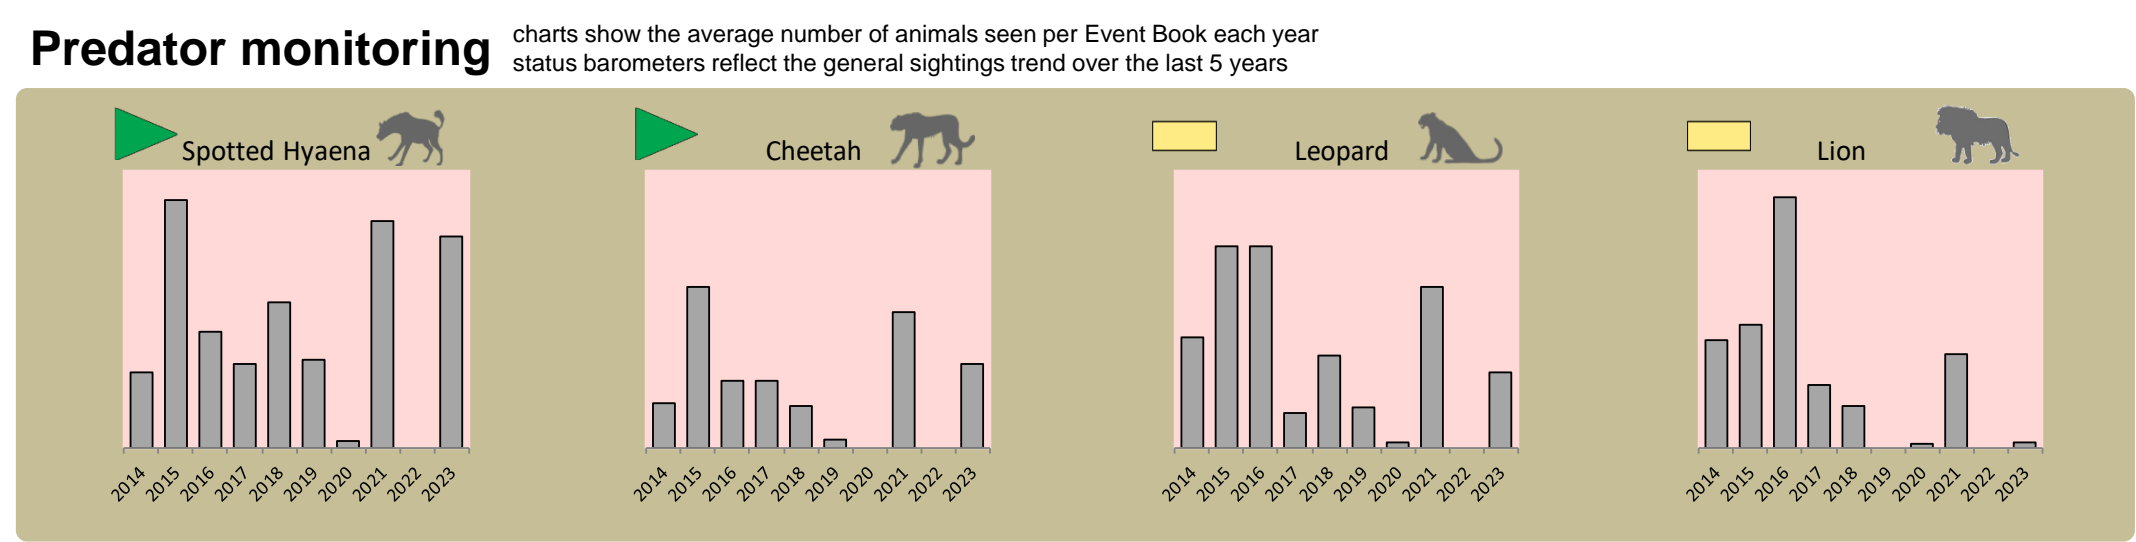 Predator monitoring
charts show the average number of animals seen per Event Book each year
status barometers reflect the general sightings trend over the last 5 years
Spotted Hyaena
2014 2015 2016 2017 2018 2019 2020 2021 2022 2023
Cheetah
2014 2015 2016 2017 2018 2019 2020 2021 2022 2023
Leopard
2014 2015 2016 2017 2018 2019 2020 2021 2022 2023
Lion
2014 2015 2016 2017 2018 2019 2020 2021 2022 2023